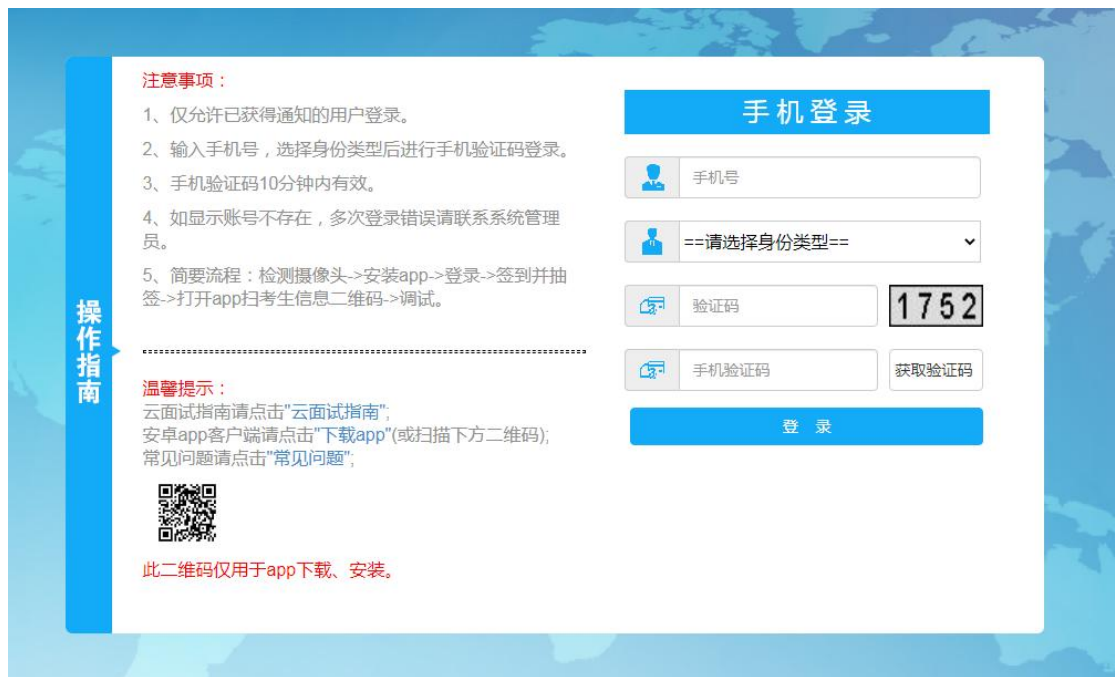 操作指南
注意事项：
1、仅允许已获得通知的用户登录。
2、输入手机号，选择身份类型后进行手机验证码登录。
3、手机验证码10分钟内有效。
4、如显示账号不存在，多次登录错误请联系系统管理
员。
5、简要流程：检测摄像头->安装app->登录->签到并抽
签->打开app扫考生信息二维码->调试。
温馨提示：
云面试指南请点击"云面试指南";
安卓app客户端请点击"下载app"(或扫描下方二维码);
常见问题请点击"常见问题";
此二维码仅用于app下载、安装。
手机登录
手机号
==请选择身份类型==
验证码
1752
手机验证码
获取验证码
登 录